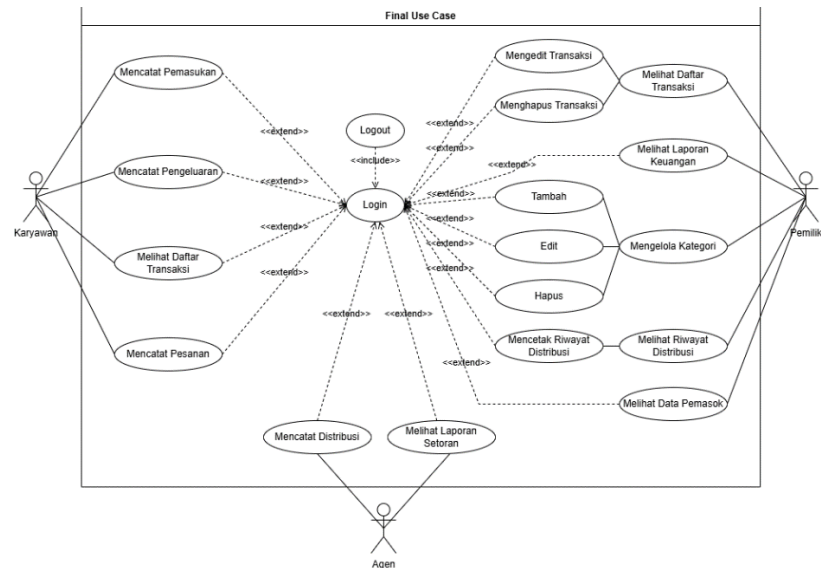 Final Use Case
Mencatat Pemasukan
Mengedit Transaksi
Melihat Daftar
Transaksi
Menghapus Transaksi
<<extend>>
<<extend>>
Logout
<<extend>>
<<extend>>
<<include>>
Melihat Laporan
Keuangan
<<extend>>
Mencatat Pengeluaran
<<extend>>
<<extend>>
Tambah
Login
Karyawan
Pemilik
<<extend>>
<<extend>>
Edit
Mengelola Kategori
<<extend>>
Melihat Daftar
Transaksi
<<extend>>
<<extend>>
Hapus
<<extend>>
<<extend>>
<<extend>>
Mencatat Pesanan
Mencetak Riwayat
Distribusi
Melihat Riwayat
Distribusi
<<extend>>
Melihat Data Pemasok
Mencatat Distribusi
Melihat Laporan
Setoran
Agen